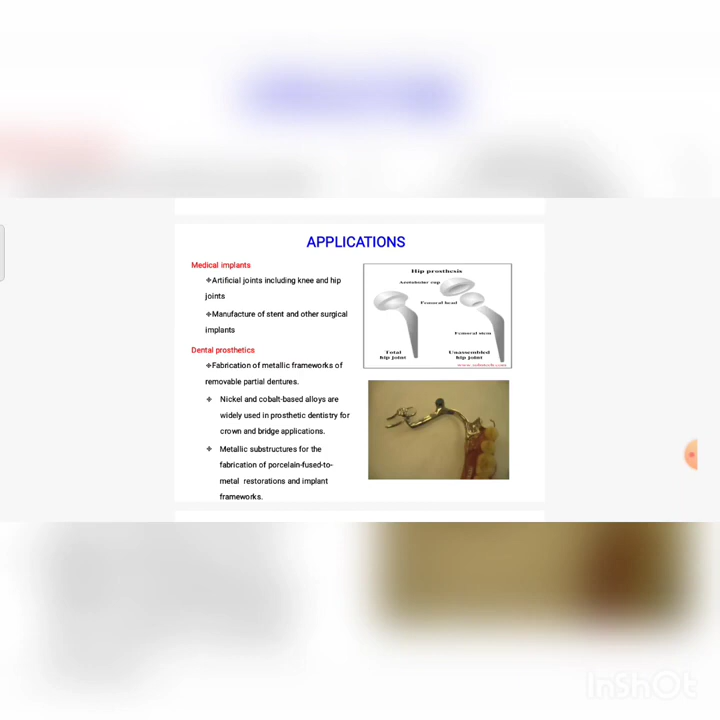 APPLICATIONS
Medical implants
❖Artificial joints including knee and hip
joints
❖Manufacture of stent and other surgical
implants
Dental prosthetics
❖Fabrication of metallic frameworks of
removable partial dentures.
❖ Nickel and cobalt-based alloys are
widely used in prosthetic dentistry for
crown and bridge applications.
❖ Metallic substructures for the
fabrication of porcelain-fused-to-
metal restorations and implant
frameworks.
Hip prosthesis
Acetabular cup
Femoral head
Femoral stem
Total
hip joint
Unassembled
hip joint
InShOt